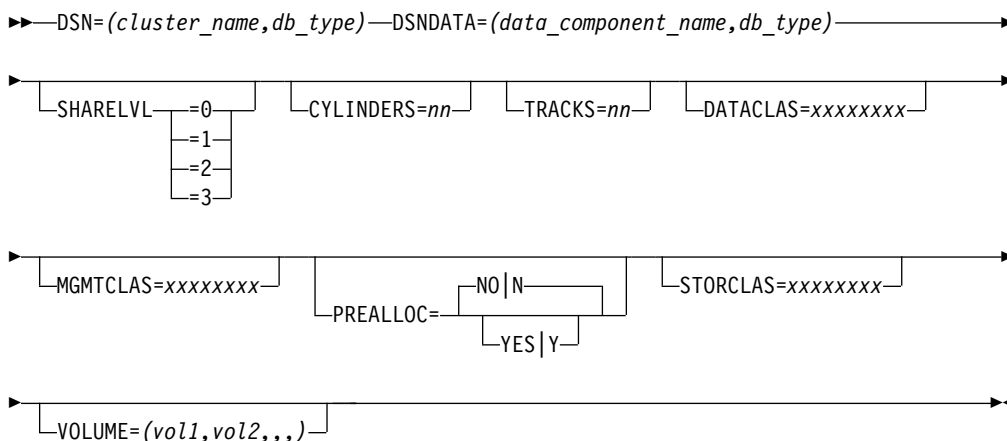 DSN=(cluster_name,db_type) DSNDATA=(data_component_name,db_type)
SHARELVL =0 CYLINDERS=nn TRACKS=nn DATACLAS=xxxxxxxx
=1
=2
=3
NO|N
MGMTCLAS=xxxxxxxx PREALLOC= STORCLAS=xxxxxxxx
YES|Y
VOLUME=(vol1,vol2,,,)